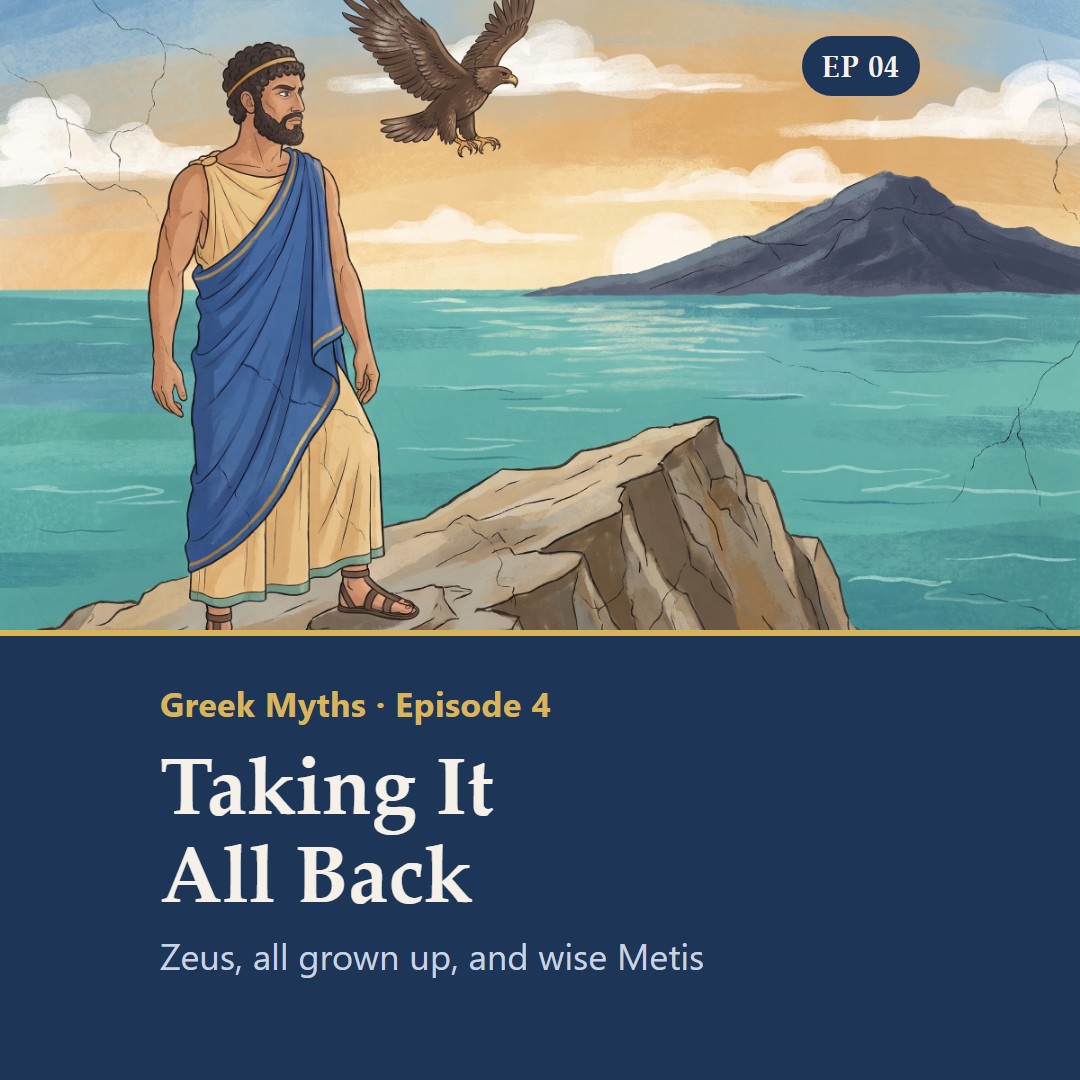 EP 04
Greek Myths · Episode 4
Taking It
All Back
Zeus, all grown up, and wise Metis